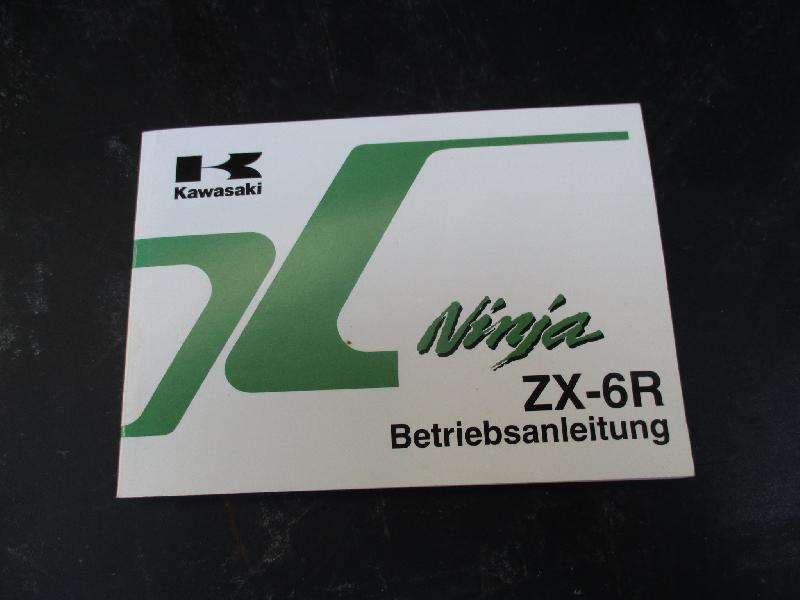 Kawasaki
Ninja
ZX-6R
Betriebsanleitung